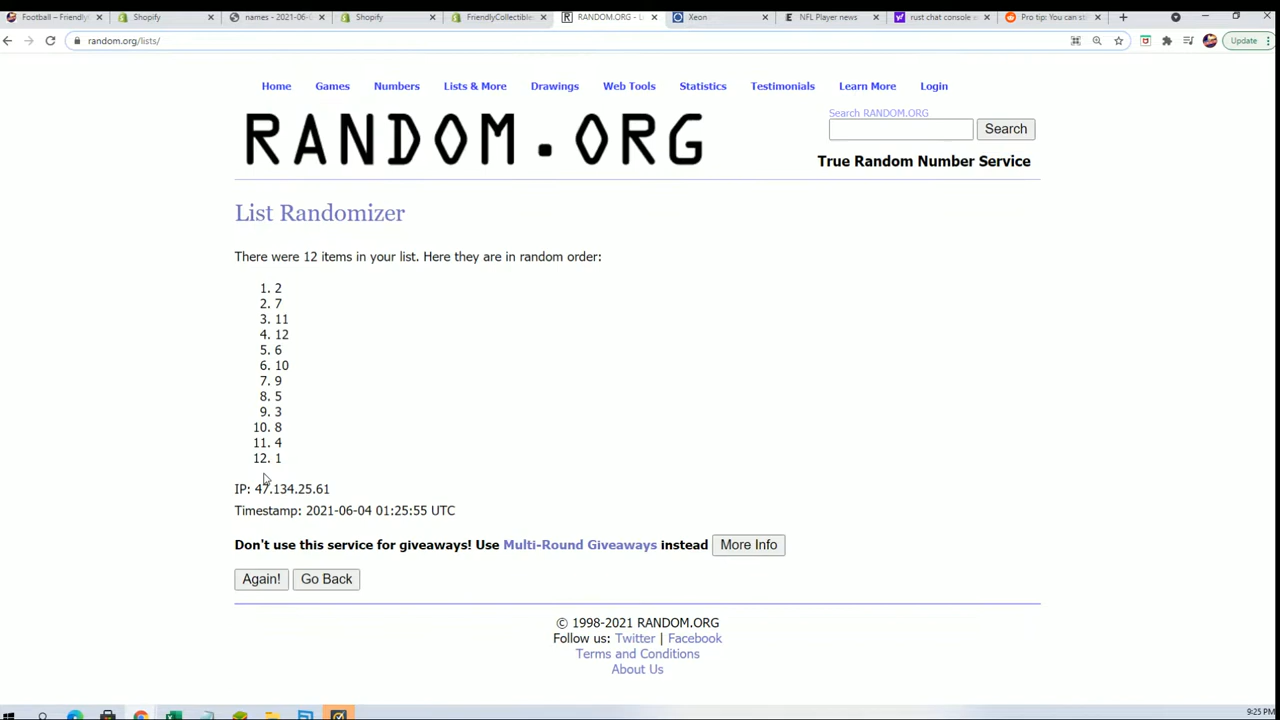 Football – FriendlyC
Shopify
names - 2021-06-0
Shopify
FriendlyCollectibles
RANDOM.ORG - L
Xeon
NFL Player news
rust chat console e
Pro tip: You can st
random.org/lists/
Update
Home
Games
Numbers
Lists & More
Drawings
Web Tools
Statistics
Testimonials
Learn More
Login
RANDOM.ORG
Search RANDOM.ORG
Search
True Random Number Service
List Randomizer
There were 12 items in your list. Here they are in random order:
1. 2
2. 7
3. 11
4. 12
5. 6
6. 10
7. 9
8. 5
9. 3
10. 8
11. 4
12. 1
IP: 47.134.25.61
Timestamp: 2021-06-04 01:25:55 UTC
Don't use this service for giveaways! Use Multi-Round Giveaways instead
More Info
Again!
Go Back
© 1998-2021 RANDOM.ORG
Follow us: Twitter | Facebook
Terms and Conditions
About Us
9:25 PM